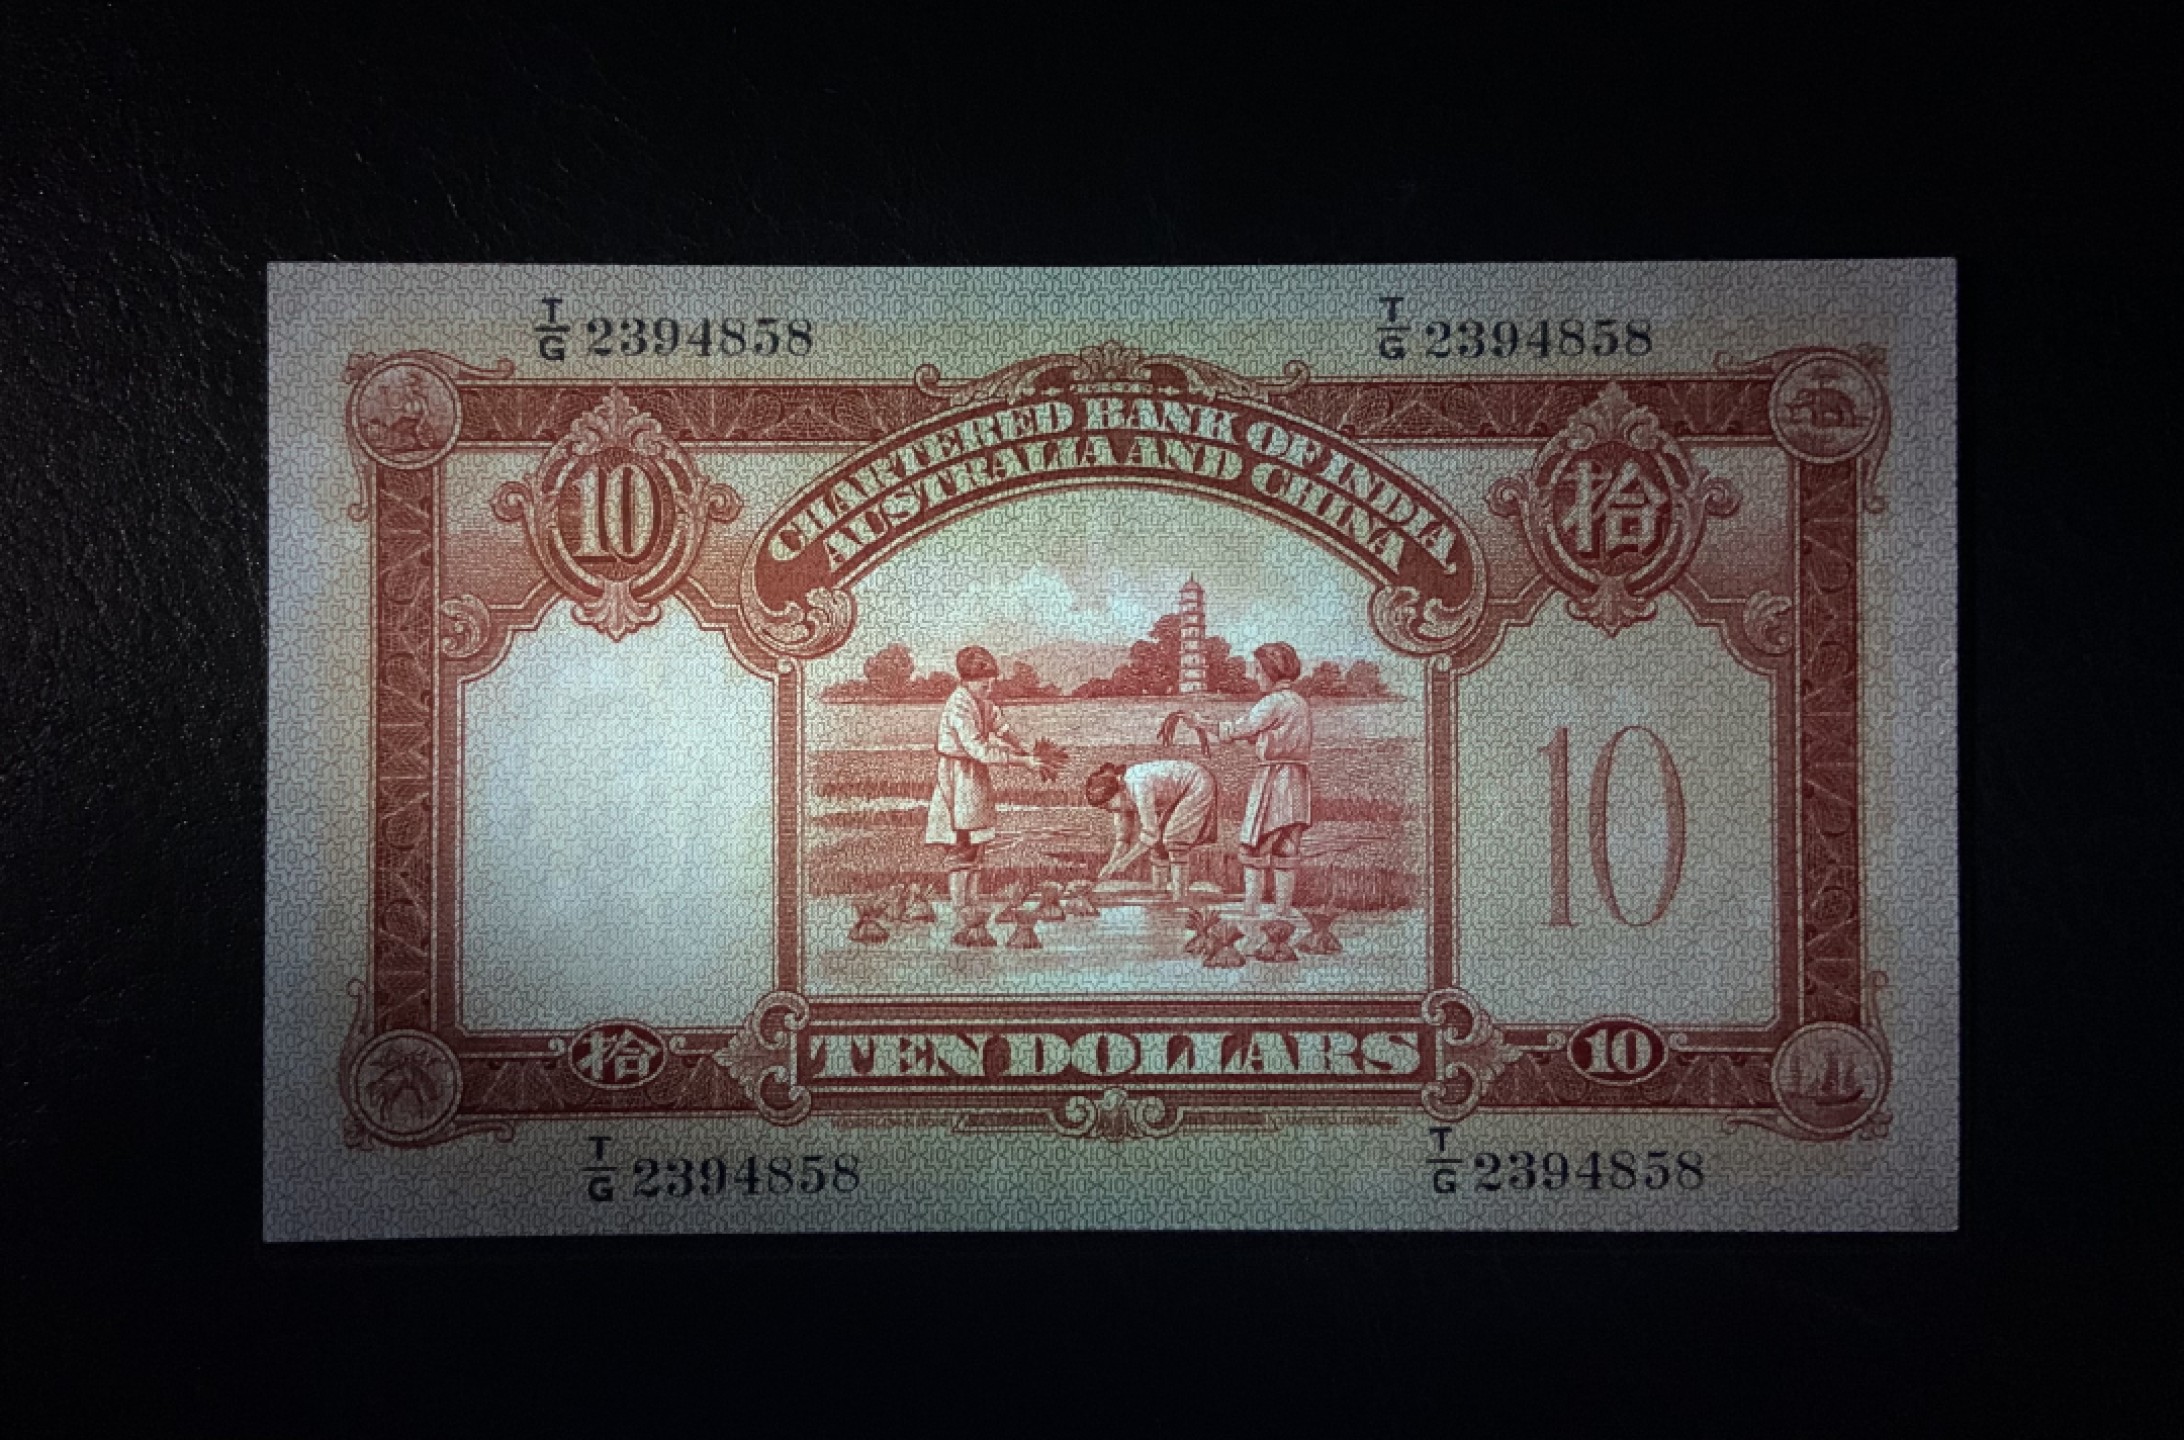 T/G 2394858 T/G 2394858
CHARTERED BANK OF INDIA
AUSTRALIA AND CHINA
10 拾
10
TEN DOLLARS
拾 10
T/G 2394858 T/G 2394858